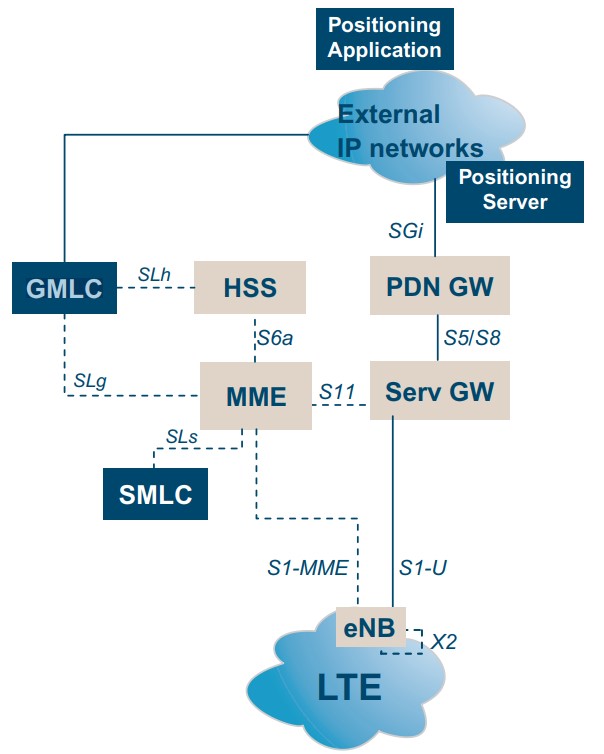 Positioning
Application
External
IP networks
Positioning
Server
SGi
GMLC
SLh
HSS
PDN GW
S6a
S5/S8
SLg
MME
S11
Serv GW
SLs
SMLC
S1-MME
S1-U
eNB
X2
LTE